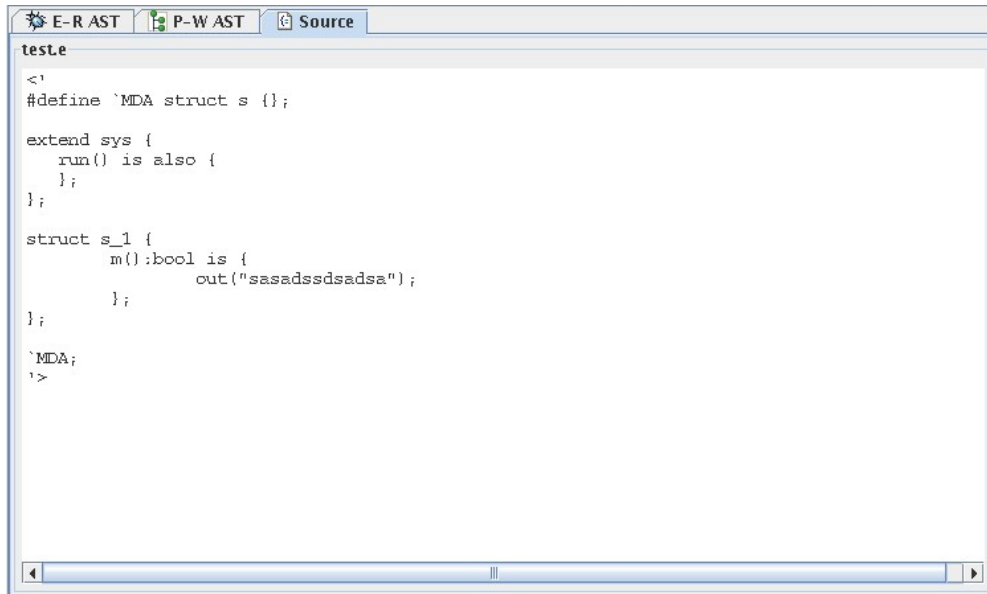 E-R AST P-W AST Source
test.e
<'
#define `MDA struct s {};
extend sys {
run() is also {
};
};
struct s_1 {
m():bool is {
out("sasadssdsadsa");
};
};
`MDA;
'>